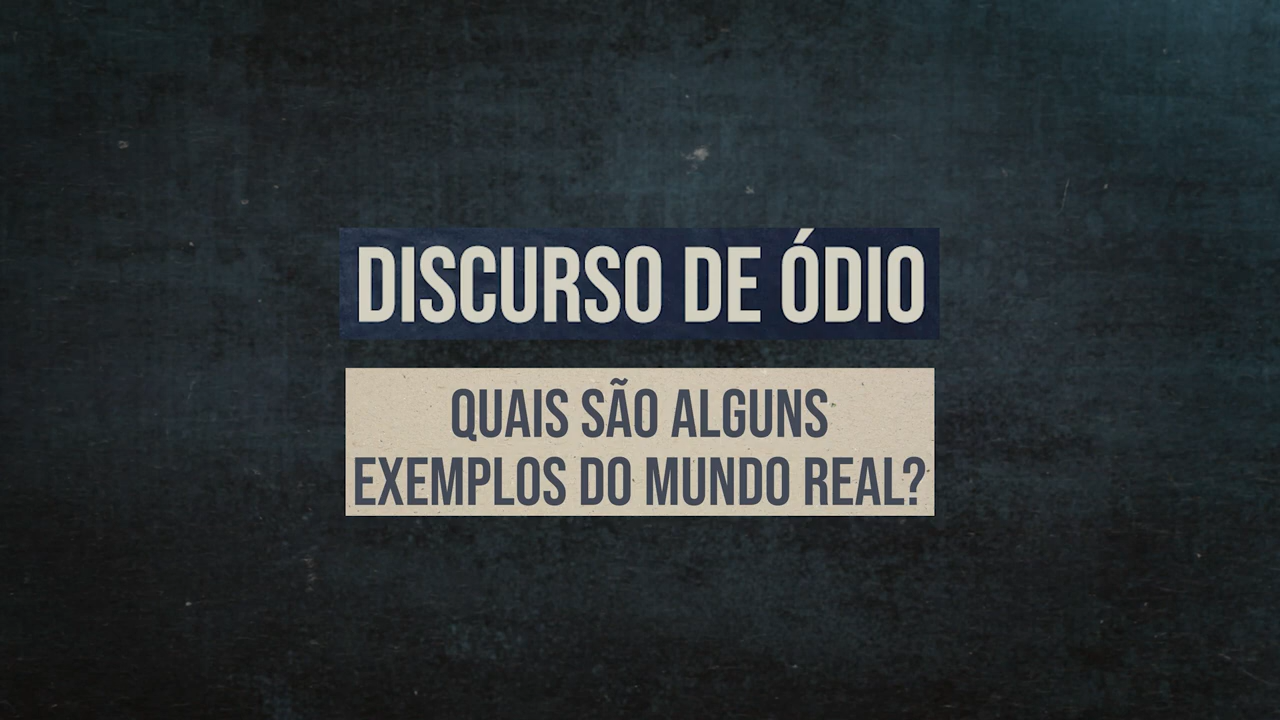 DISCURSO DE ÓDIO
QUAIS SÃO ALGUNS
EXEMPLOS DO MUNDO REAL?